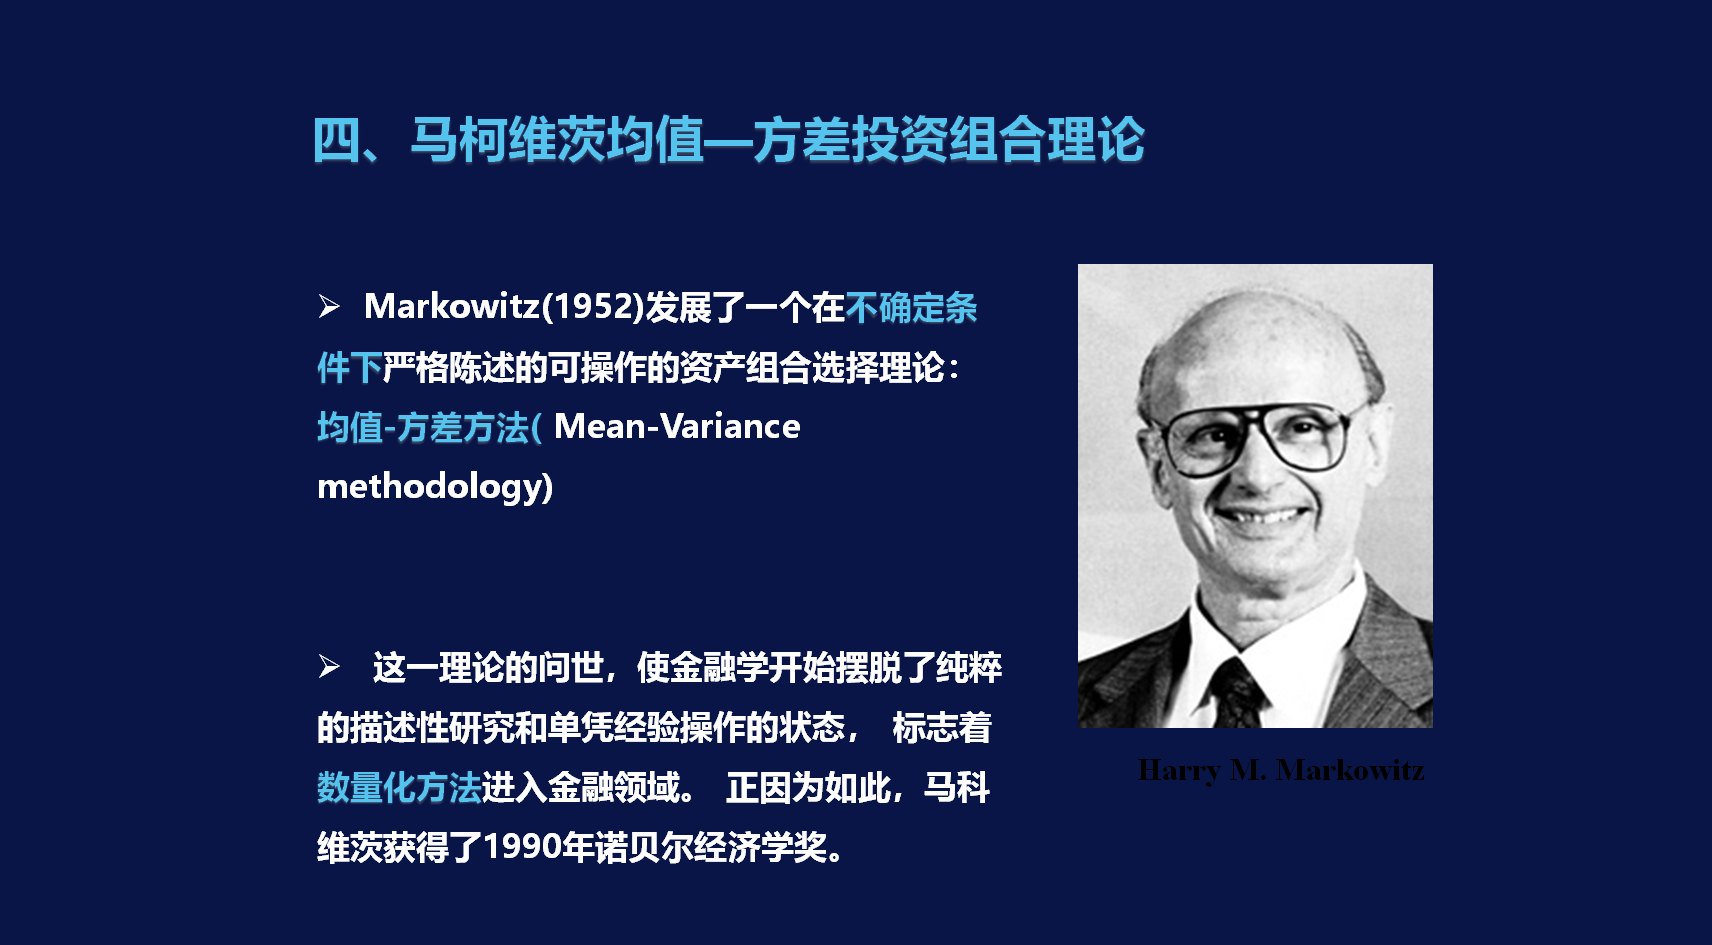 四、马柯维茨均值—方差投资组合理论
➢ Markowitz(1952)发展了一个在不确定条
件下严格陈述的可操作的资产组合选择理论：
均值-方差方法( Mean-Variance
methodology)
➢ 这一理论的问世，使金融学开始摆脱了纯粹
的描述性研究和单凭经验操作的状态， 标志着
数量化方法进入金融领域。 正因为如此，马科
维茨获得了1990年诺贝尔经济学奖。
Harry M. Markowitz